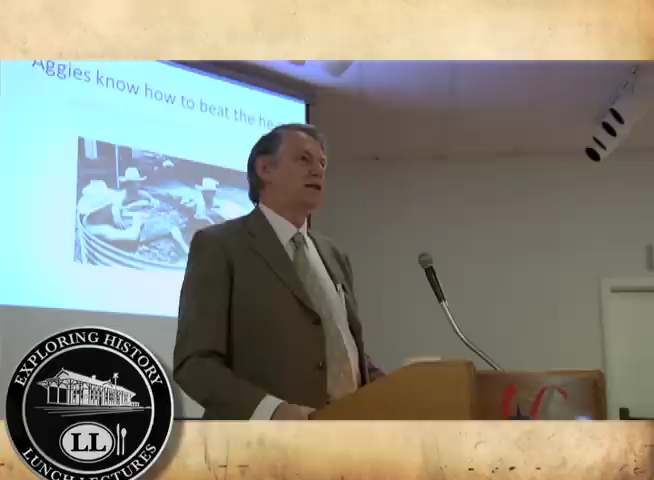 Aggies know how to beat the he
EXPLORING HISTORY
LL
LUNCH LECTURES